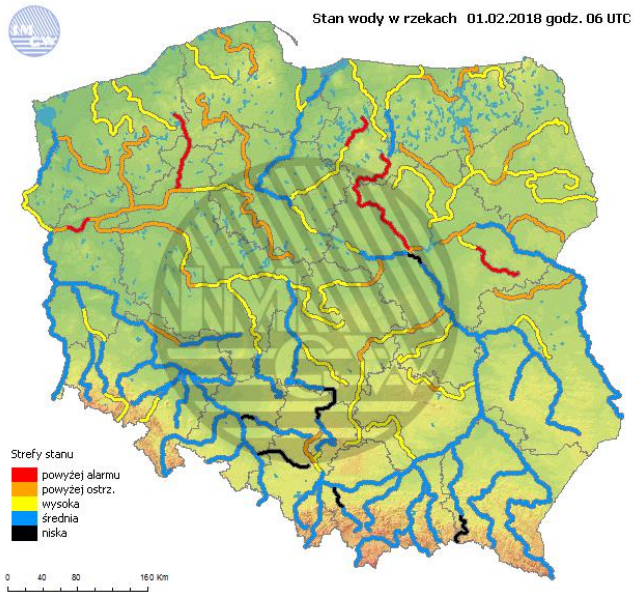 Stan wody w rzekach 01.02.2018 godz. 06 UTC
IMGW
Strefy stanu
powyżej alarmu
powyżej ostrz.
wysoka
średnia
niska
0 40 80 160 Km